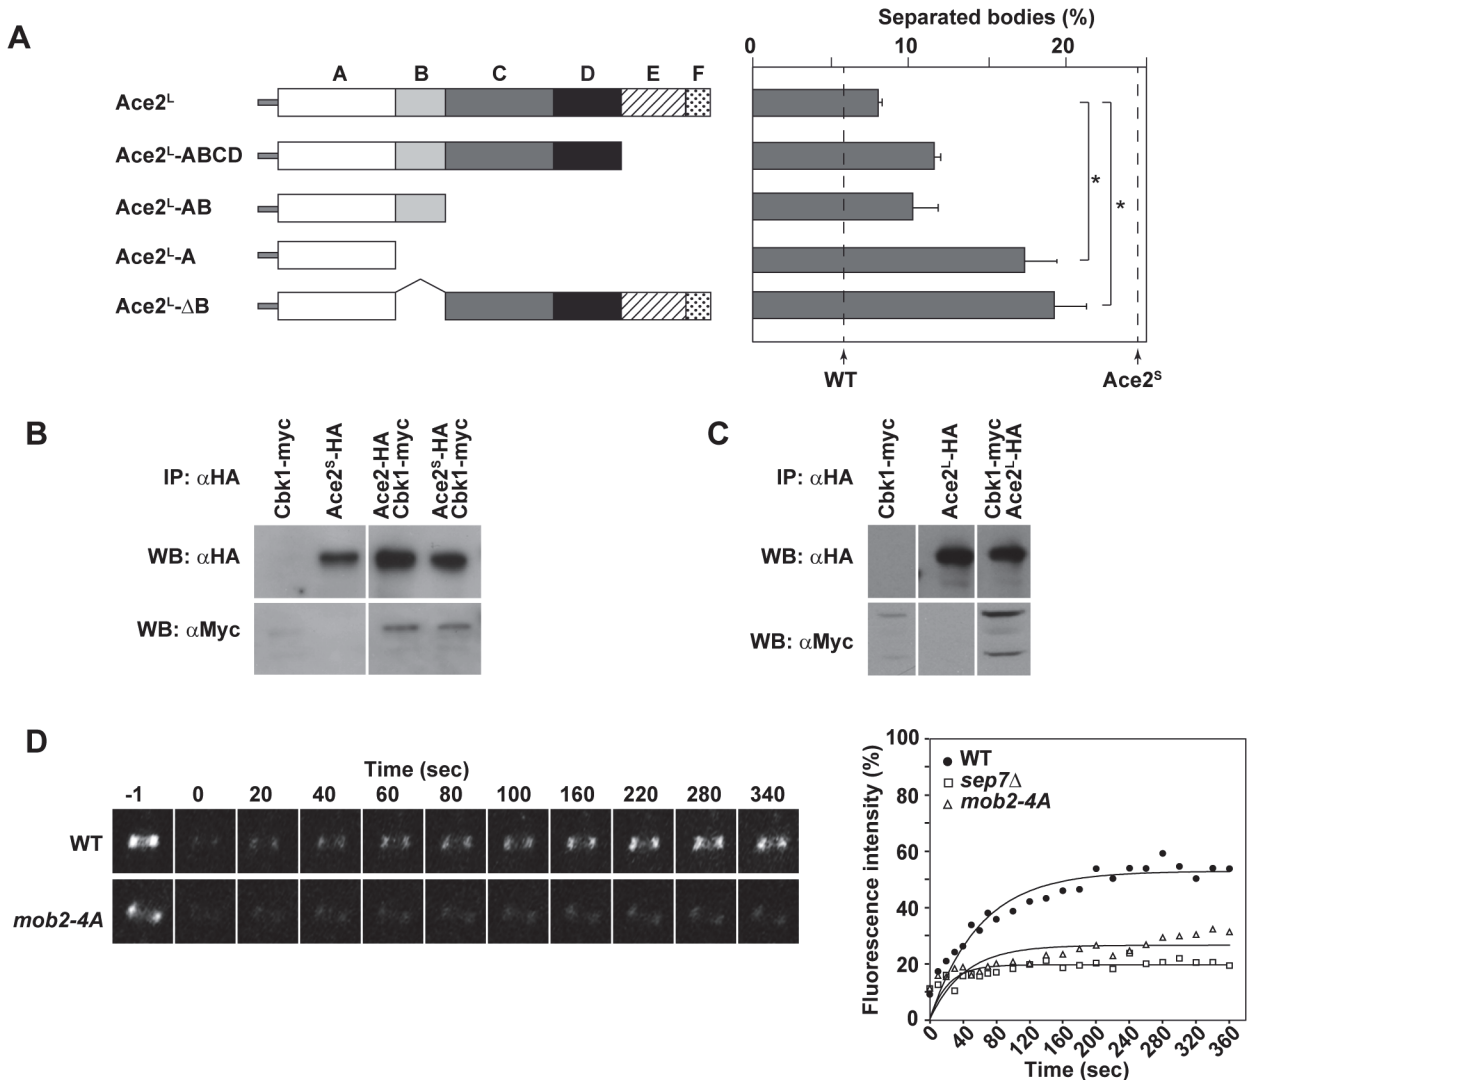 A
A B C D E F
Ace2ᴸ
Ace2ᴸ-ABCD
Ace2ᴸ-AB
Ace2ᴸ-A
Ace2ᴸ-ΔB
Separated bodies (%)
0 10 20
*
*
WT
Ace2ˢ
B
IP: αHA
Cbk1-myc
Ace2ˢ-HA
Ace2-HA
Cbk1-myc
Ace2ˢ-HA
Cbk1-myc
WB: αHA
WB: αMyc
C
IP: αHA
Cbk1-myc
Ace2ᴸ-HA
Cbk1-myc
Ace2ᴸ-HA
WB: αHA
WB: αMyc
D
Time (sec)
-1 0 20 40 60 80 100 160 220 280 340
WT
mob2-4A
Fluorescence intensity (%)
100
80
60
40
20
0
WT
sep7Δ
mob2-4A
0 40 80 120 160 200 240 280 320 360
Time (sec)